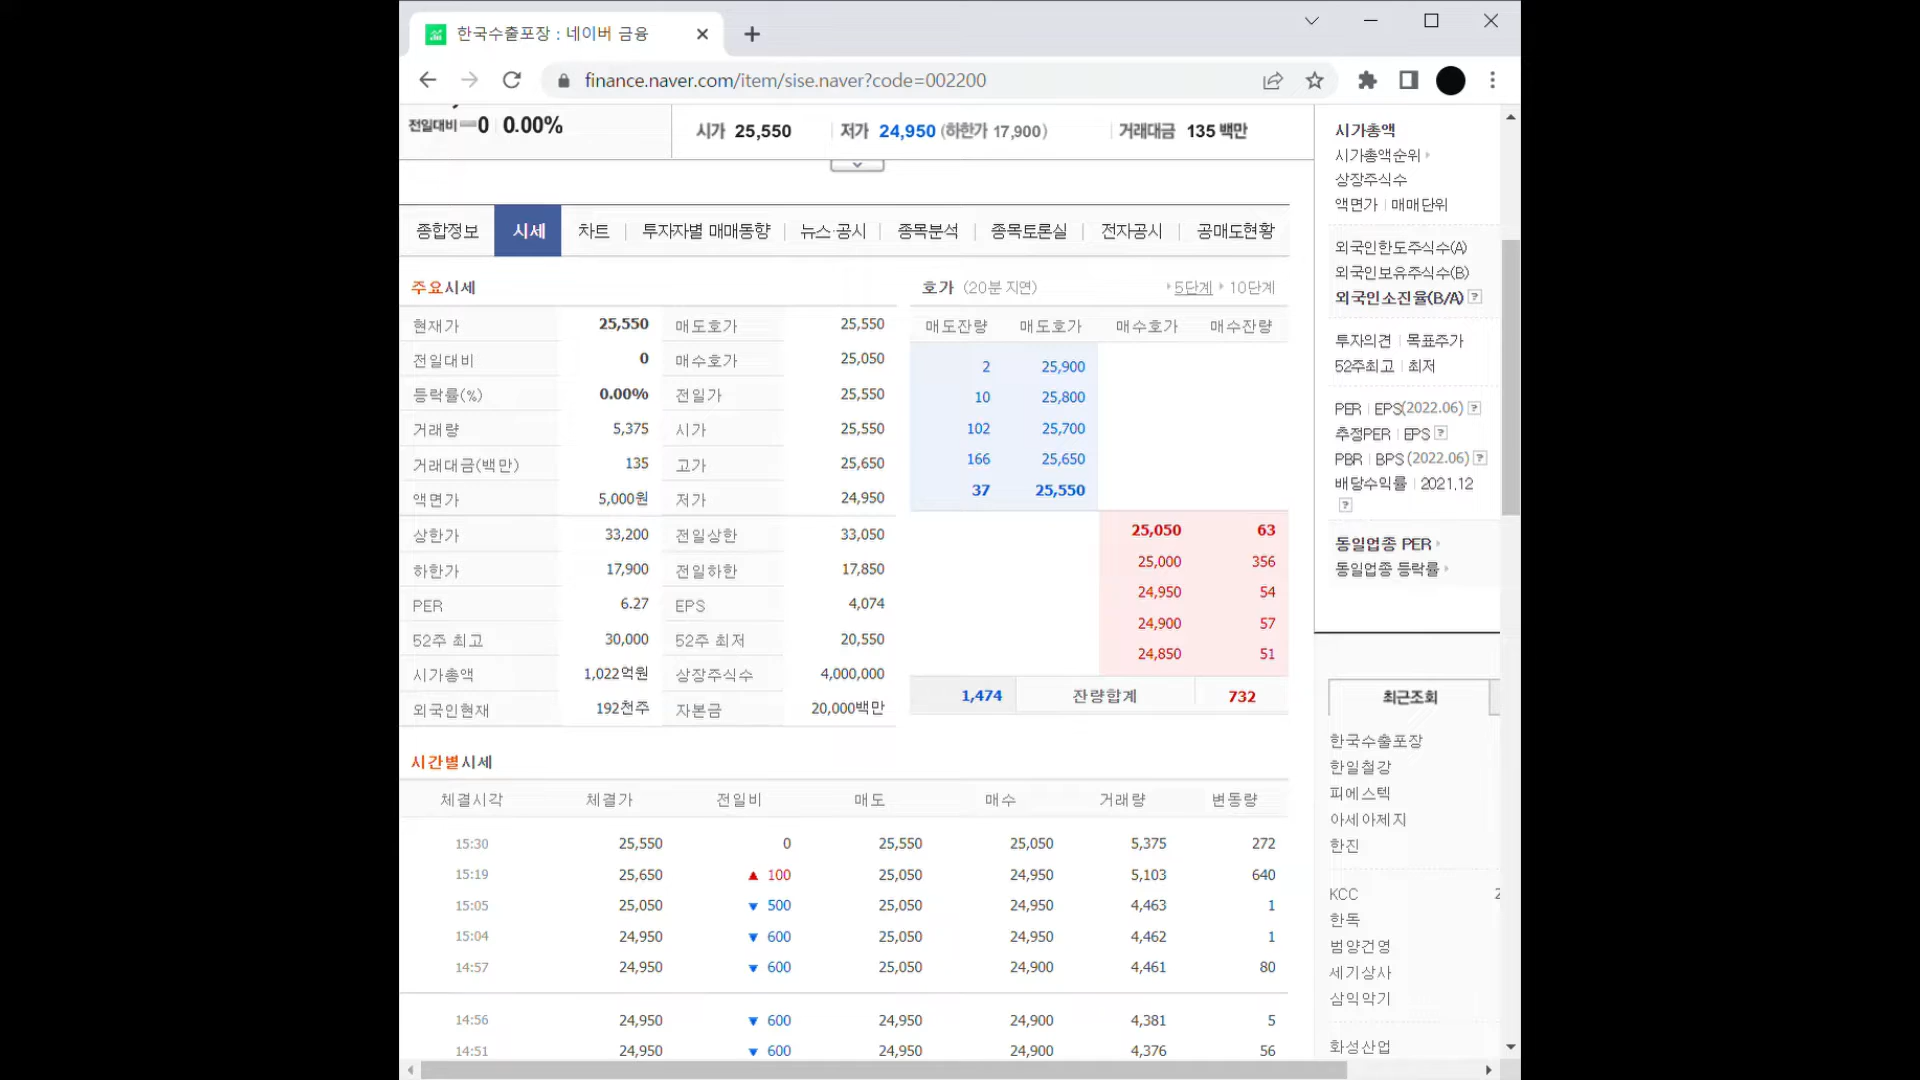 한국수출포장 : 네이버 금융
finance.naver.com/item/sise.naver?code=002200
전일대비 0 0.00% 시가 25,550 저가 24,950 (하한가 17,900) 거래대금 135 백만
종합정보 시세 차트 투자자별 매매동향 뉴스·공시 종목분석 종목토론실 전자공시 공매도현황
주요시세
현재가 25,550 매도호가 25,550
전일대비 0 매수호가 25,050
등락률(%) 0.00% 전일가 25,550
거래량 5,375 시가 25,550
거래대금(백만) 135 고가 25,650
액면가 5,000원 저가 24,950
상한가 33,200 전일상한 33,050
하한가 17,900 전일하한 17,850
PER 6.27 EPS 4,074
52주 최고 30,000 52주 최저 20,550
시가총액 1,022억원 상장주식수 4,000,000
외국인현재 192천주 자본금 20,000백만
호가 (20분 지연) 5단계 10단계
매도잔량 매도호가 매수호가 매수잔량
2 25,900
10 25,800
102 25,700
166 25,650
37 25,550
25,050 63
25,000 356
24,950 54
24,900 57
24,850 51
1,474 잔량합계 732
시간별시세
체결시각 체결가 전일비 매도 매수 거래량 변동량
15:30 25,550 0 25,550 25,050 5,375 272
15:19 25,650 ▲ 100 25,050 24,950 5,103 640
15:05 25,050 ▼ 500 25,050 24,950 4,463 1
15:04 24,950 ▼ 600 25,050 24,950 4,462 1
14:57 24,950 ▼ 600 25,050 24,900 4,461 80
14:56 24,950 ▼ 600 24,950 24,900 4,381 5
14:51 24,950 ▼ 600 24,950 24,900 4,376 56
시가총액
시가총액순위
상장주식수
액면가 | 매매단위
외국인한도주식수(A)
외국인보유주식수(B)
외국인소진율(B/A) ?
투자의견 | 목표주가
52주최고 | 최저
PER | EPS(2022.06) ?
추정PER | EPS ?
PBR | BPS (2022.06) ?
배당수익률 | 2021.12
?
동일업종 PER
동일업종 등락률
최근조회
한국수출포장
한일철강
피에스텍
아세아제지
한진
KCC 2
한독
범양건영
세기상사
삼익악기
화성산업